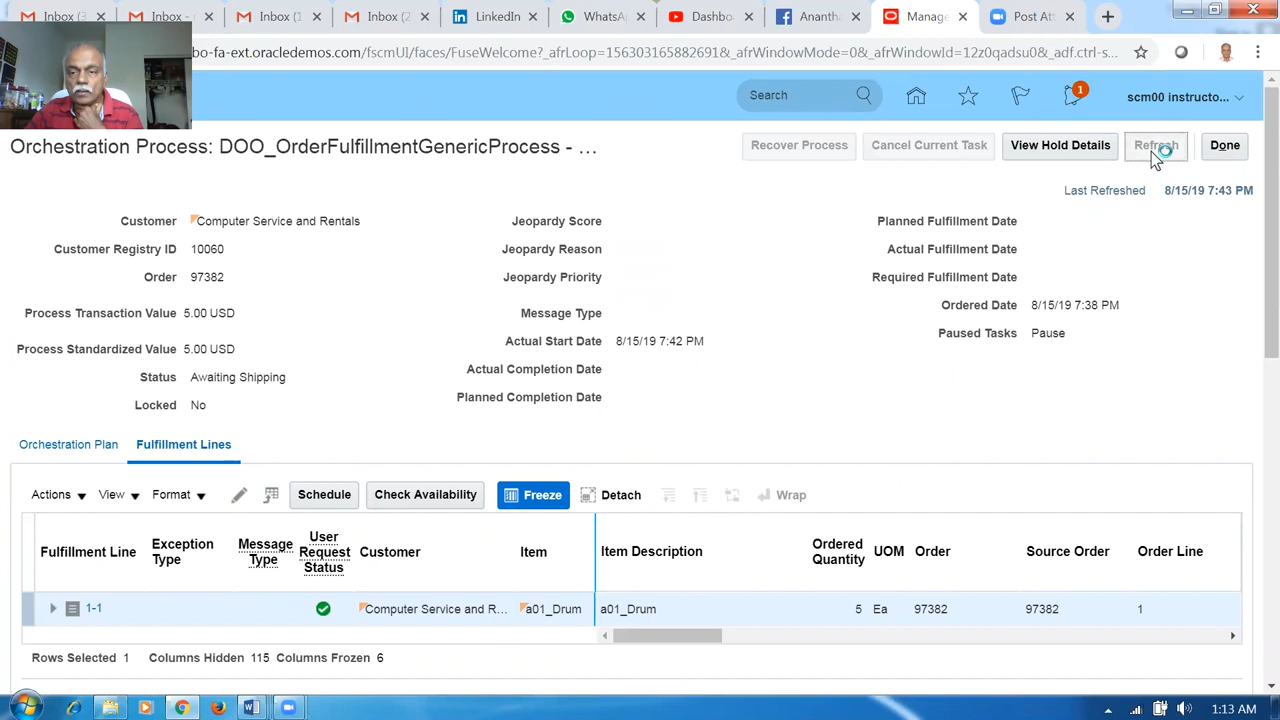 Inbox (
Inbox (
Inbox (1
Inbox (2
LinkedIn
WhatsA
Dashbo
Anantha
Manage
Post Att
bo-fa-ext.oracledemos.com/fscmUI/faces/FuseWelcome?_afrLoop=156303165882691&_afrWindowMode=0&_afrWindowId=12z0qadsu0&_adf.ctrl-s...
Search
1
scm00 instructo...
Orchestration Process: DOO_OrderFulfillmentGenericProcess - ...
Recover Process
Cancel Current Task
View Hold Details
Refresh
Done
Last Refreshed 8/15/19 7:43 PM
Customer Computer Service and Rentals
Customer Registry ID 10060
Order 97382
Process Transaction Value 5.00 USD
Process Standardized Value 5.00 USD
Status Awaiting Shipping
Locked No
Jeopardy Score
Jeopardy Reason
Jeopardy Priority
Message Type
Actual Start Date 8/15/19 7:42 PM
Actual Completion Date
Planned Completion Date
Planned Fulfillment Date
Actual Fulfillment Date
Required Fulfillment Date
Ordered Date 8/15/19 7:38 PM
Paused Tasks Pause
Orchestration Plan
Fulfillment Lines
Actions View Format Schedule Check Availability Freeze Detach Wrap
Fulfillment Line
Exception
Type
Message
Type
User
Request
Status
Customer
Item
Item Description
Ordered
Quantity
UOM
Order
Source Order
Order Line
1-1 Computer Service and R... a01_Drum a01_Drum 5 Ea 97382 97382 1
Rows Selected 1 Columns Hidden 115 Columns Frozen 6
1:13 AM